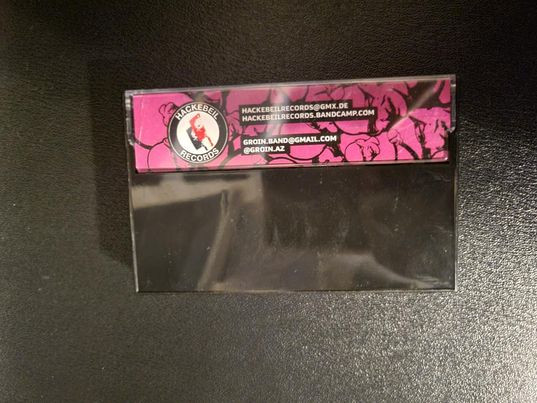 HACKEBEIL
RECORDS
HACKEBEILRECORDS@GMX.DE
HACKEBEILRECORDS.BANDCAMP.COM
GROIN.BAND@GMAIL.COM
@GROIN.AZ